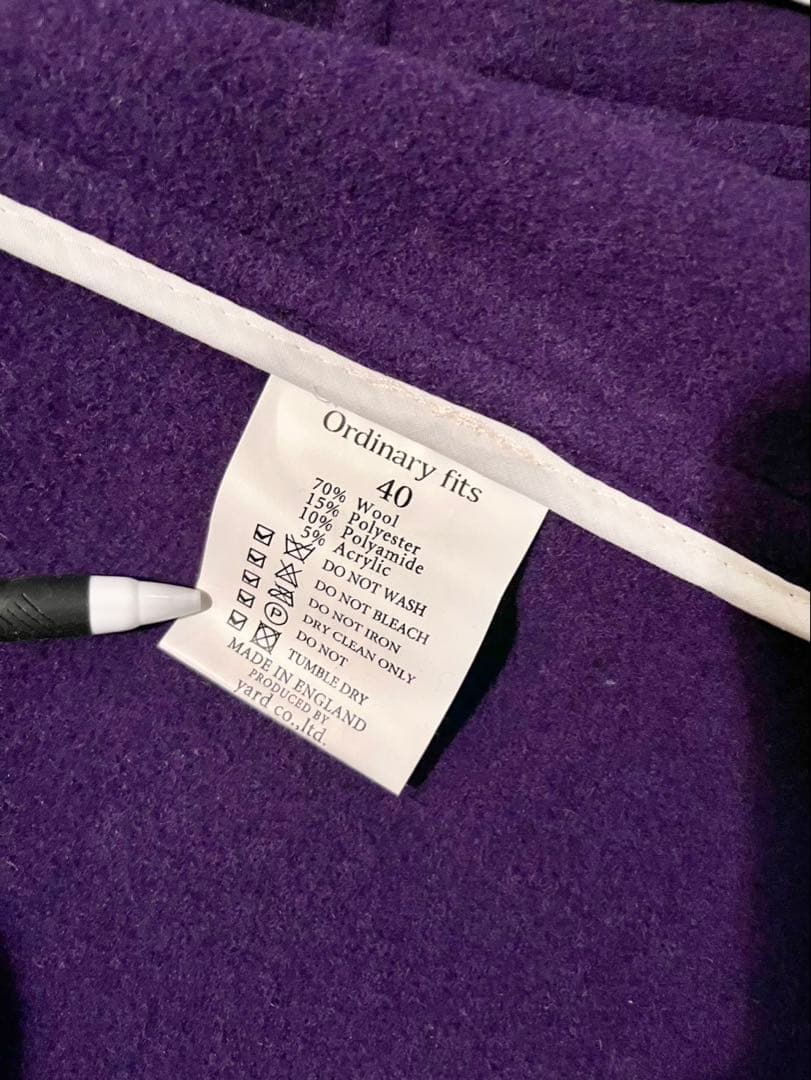 Ordinary fits
40
70% Wool
15% Polyester
10% Polyamide
5% Acrylic
DO NOT WASH
DO NOT BLEACH
DO NOT IRON
P DRY CLEAN ONLY
DO NOT
TUMBLE DRY
MADE IN ENGLAND
PRODUCED BY
yard co.,ltd.